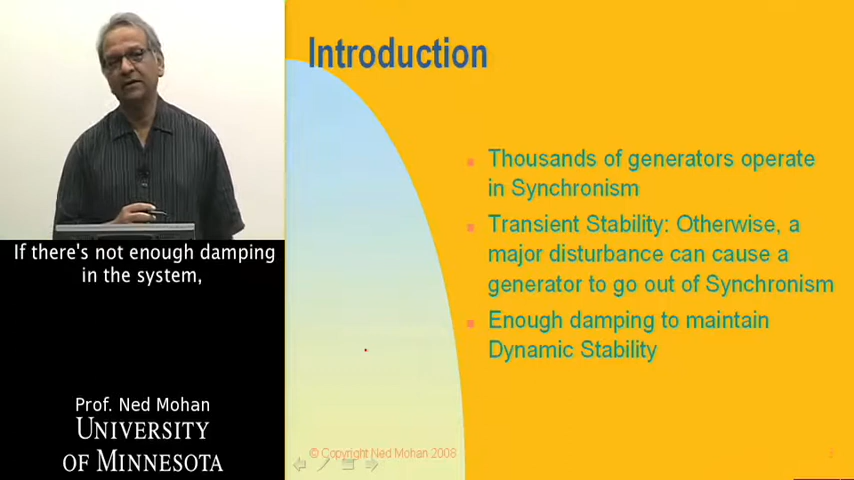 Introduction
Thousands of generators operate
in Synchronism
Transient Stability: Otherwise, a
major disturbance can cause a
generator to go out of Synchronism
Enough damping to maintain
Dynamic Stability
If there's not enough damping
in the system,
Prof. Ned Mohan
UNIVERSITY
OF MINNESOTA
© Copyright Ned Mohan 2008